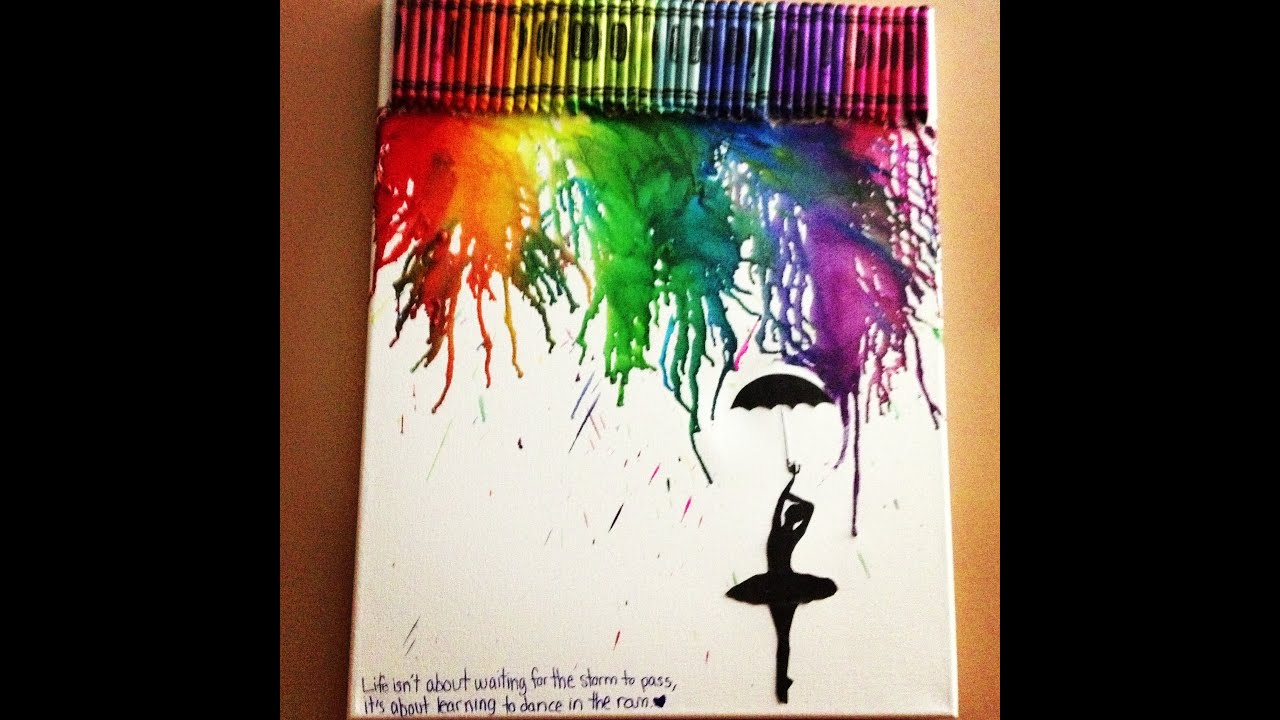 Life isn't about waiting for the storm to pass,
it's about learning to dance in the rain.♥